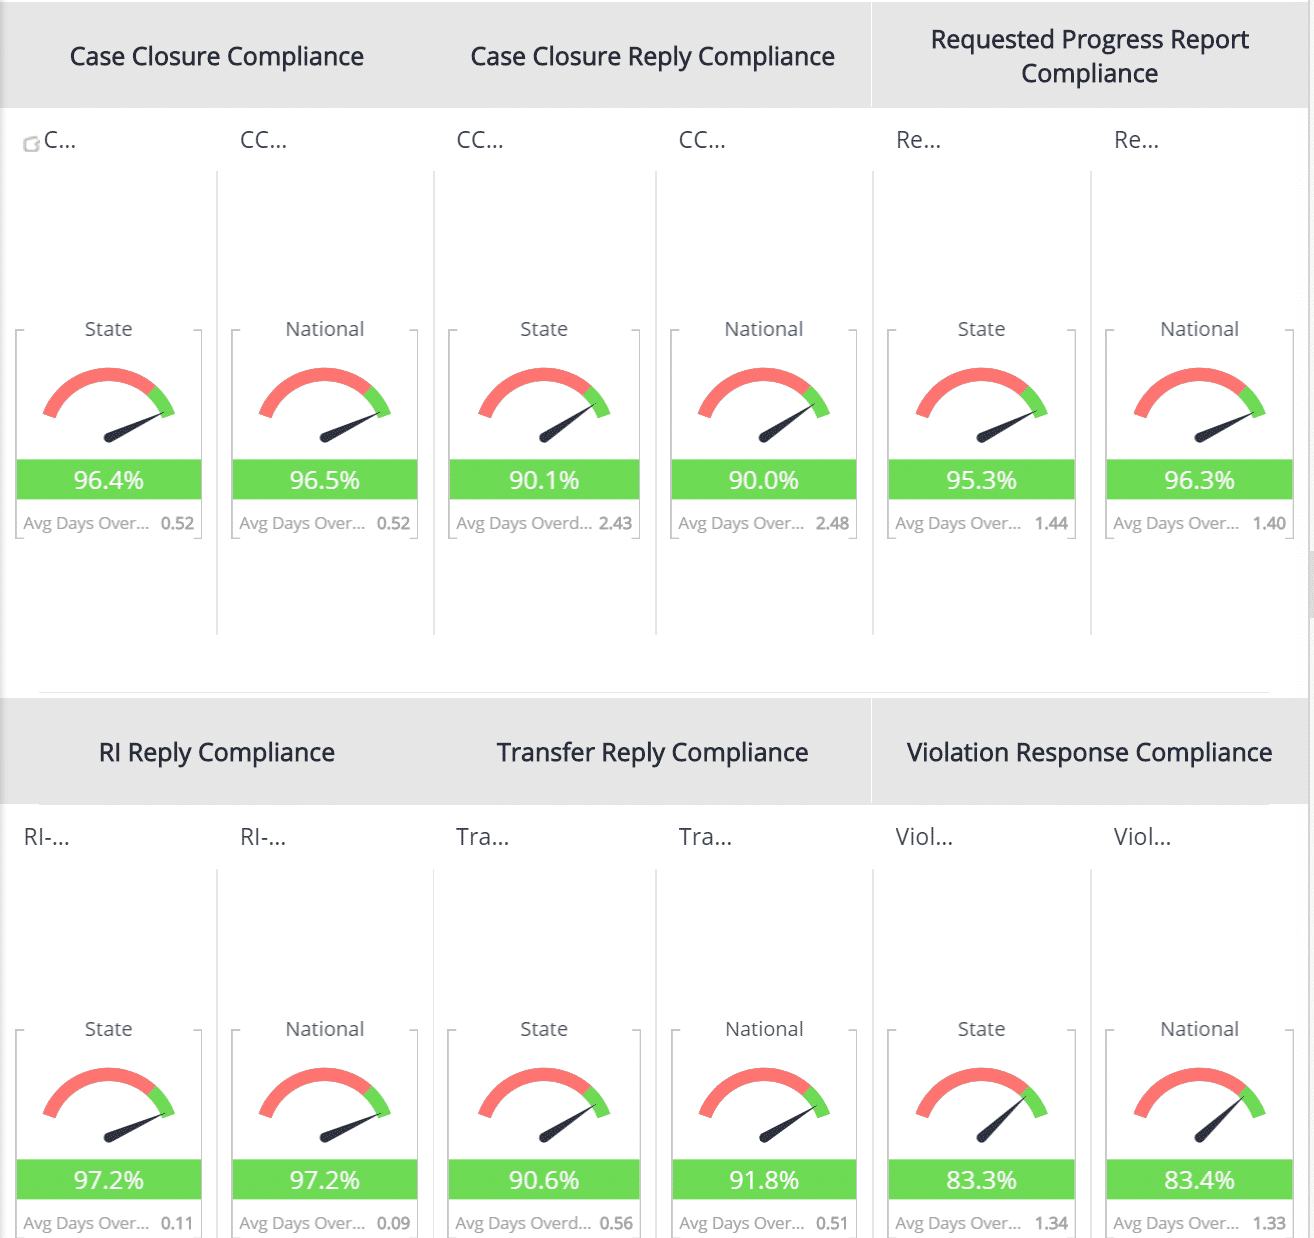 Case Closure Compliance
Case Closure Reply Compliance
Requested Progress Report
Compliance
C...
CC...
CC...
CC...
Re...
Re...
State
National
State
National
State
National
96.4%
96.5%
90.1%
90.0%
95.3%
96.3%
Avg Days Over... 0.52
Avg Days Over... 0.52
Avg Days Overd... 2.43
Avg Days Over... 2.48
Avg Days Over... 1.44
Avg Days Over... 1.40
RI Reply Compliance
Transfer Reply Compliance
Violation Response Compliance
RI-...
RI-...
Tra...
Tra...
Viol...
Viol...
State
National
State
National
State
National
97.2%
97.2%
90.6%
91.8%
83.3%
83.4%
Avg Days Over... 0.11
Avg Days Over... 0.09
Avg Days Overd... 0.56
Avg Days Over... 0.51
Avg Days Over... 1.34
Avg Days Over... 1.33